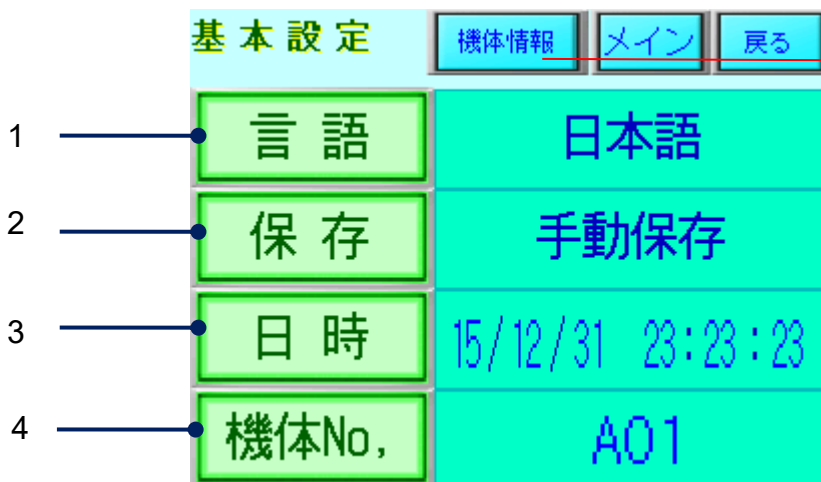 基本設定 機体情報 メイン 戻る
1 言語 日本語
2 保存 手動保存
3 日時 15/12/31 23:23:23
4 機体No, A01